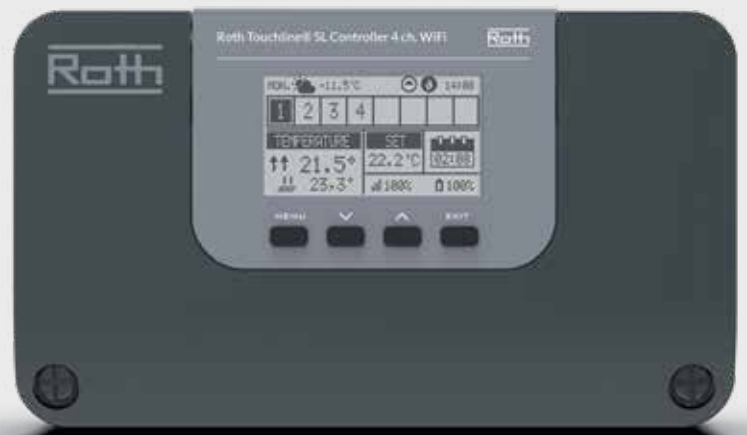 Roth Touchline® SL Controller 4 ch. WiFi
Roth
Roth
MON. -11.5°C 14:08
1 2 3 4
TEMPERATURE SET
21.5° 22.2°C 02:08
23.3° 100% 100%
MENU EXIT